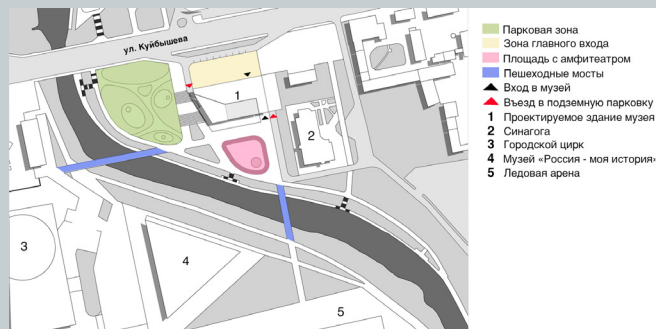 ул. Куйбышева
1
2
3
4
5
Парковая зона
Зона главного входа
Площадь с амфитеатром
Пешеходные мосты
Вход в музей
Въезд в подземную парковку
1 Проектируемое здание музея
2 Синагога
3 Городской цирк
4 Музей «Россия - моя история»
5 Ледовая арена